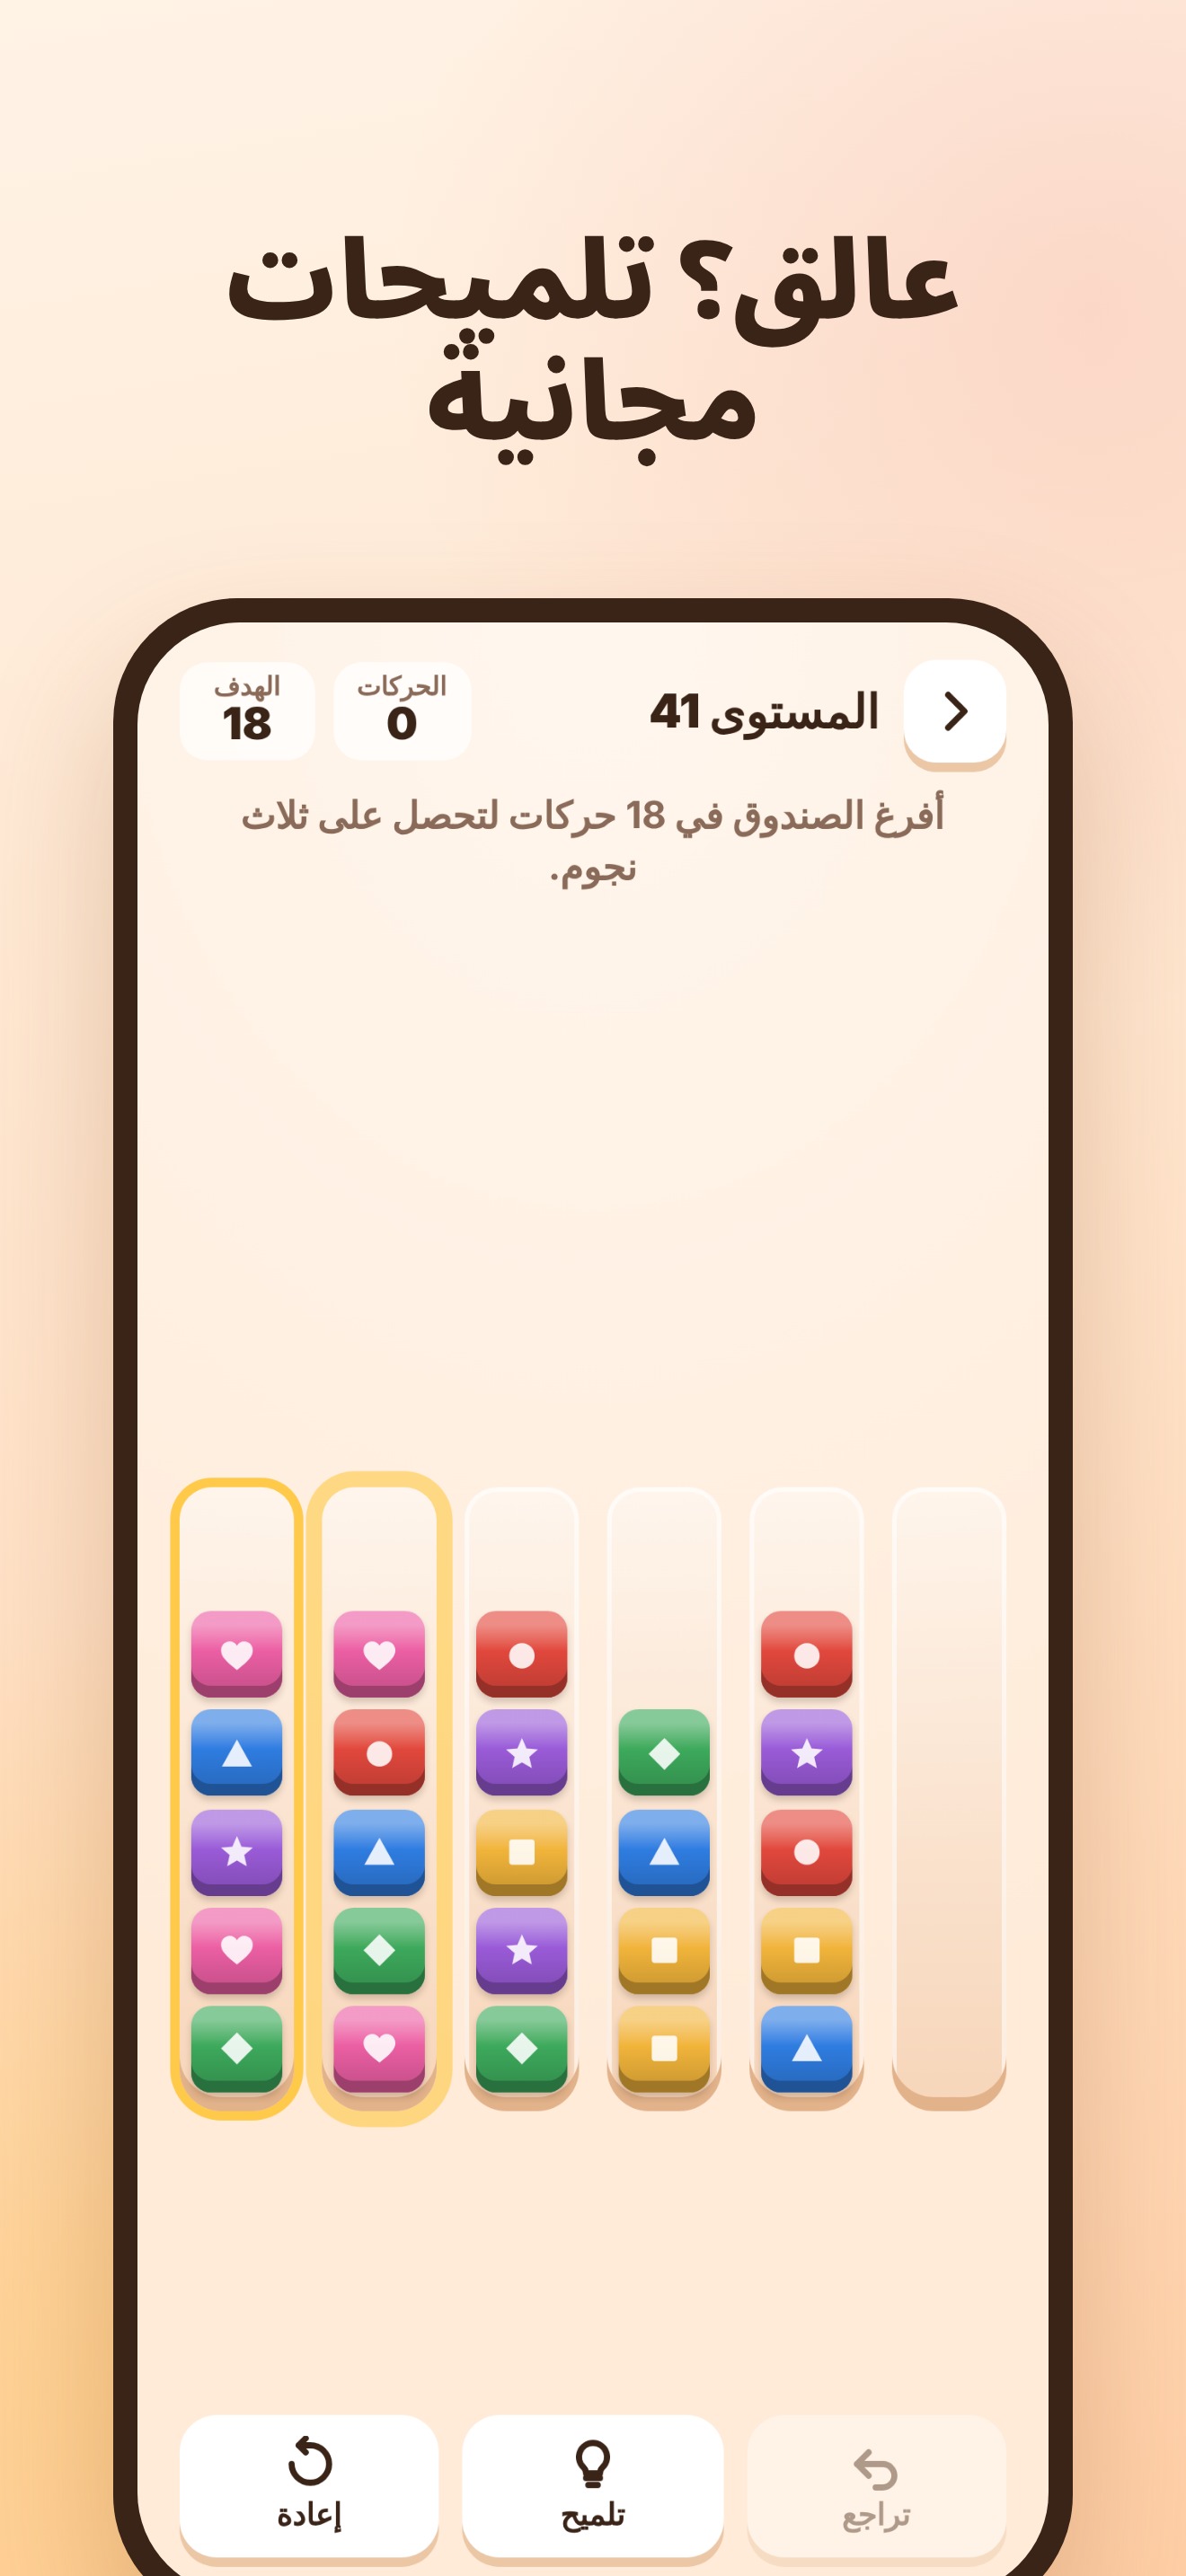 عالق؟ تلميحات
مجانية
المستوى 41
الحركات
0
الهدف
18
أفرغ الصندوق في 18 حركات لتحصل على ثلاث
نجوم.
تراجع
تلميح
إعادة